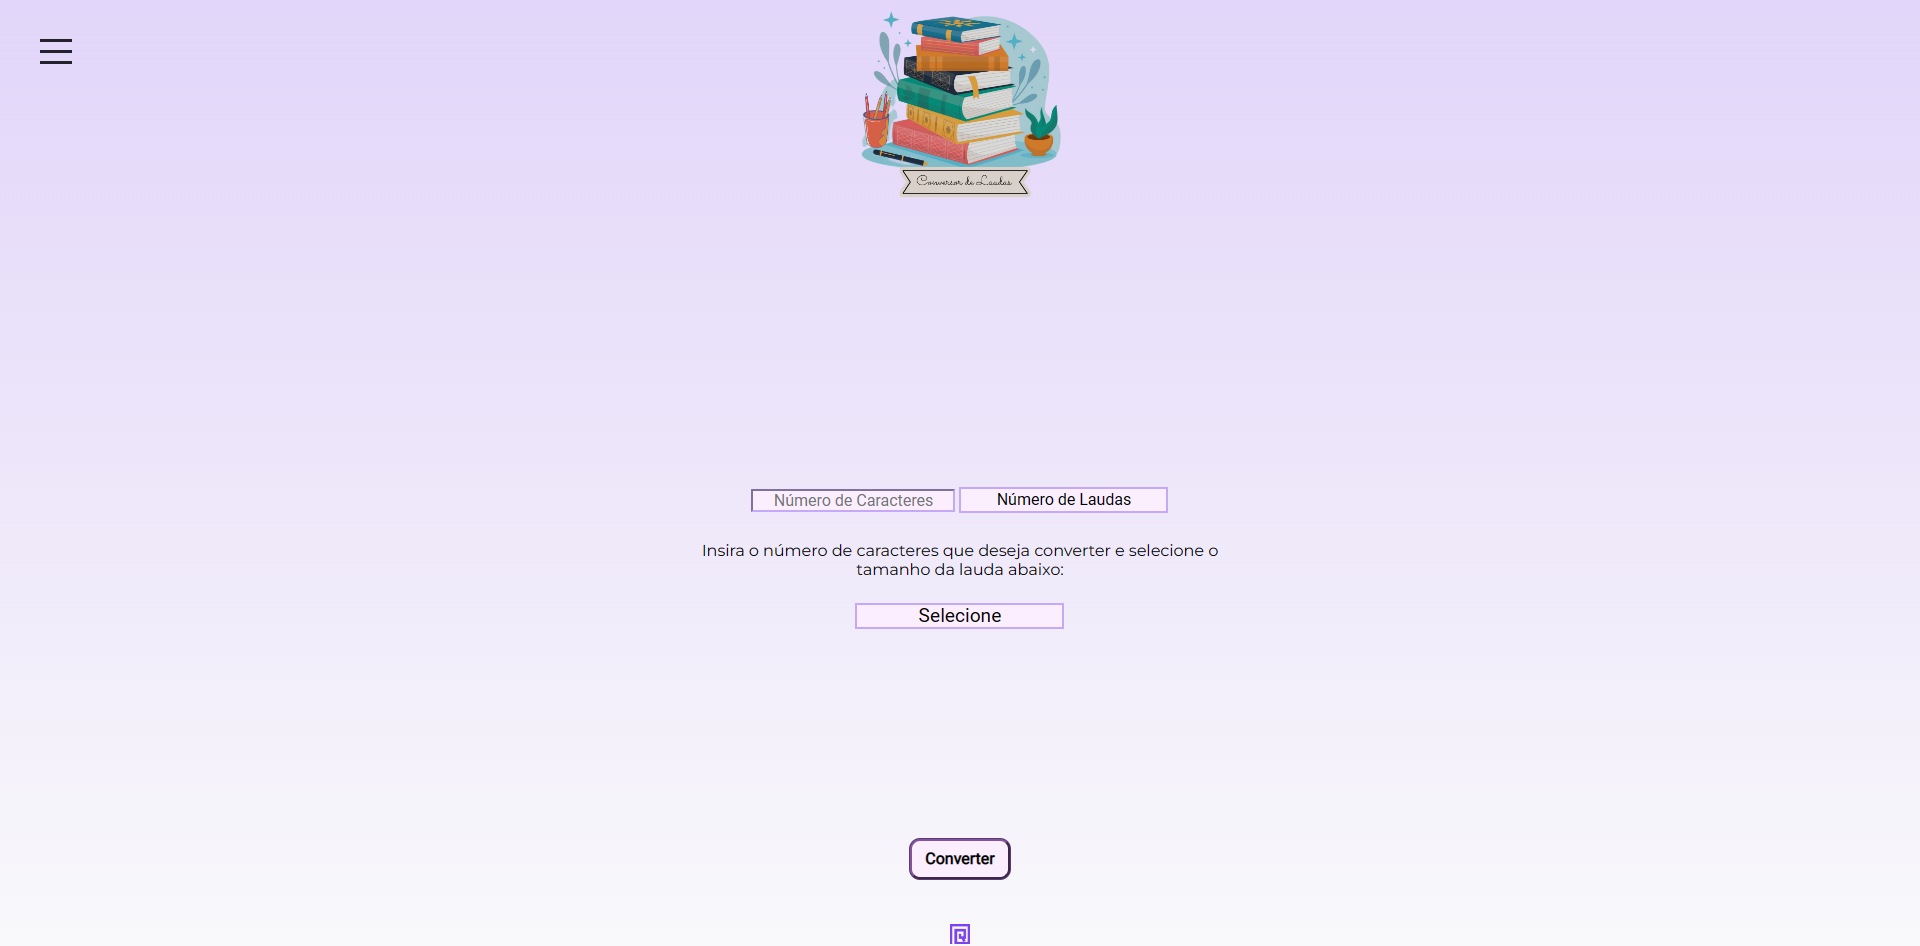 Conversor de Laudas
Número de Caracteres
Número de Laudas
Insira o número de caracteres que deseja converter e selecione o
tamanho da lauda abaixo:
Selecione
Converter